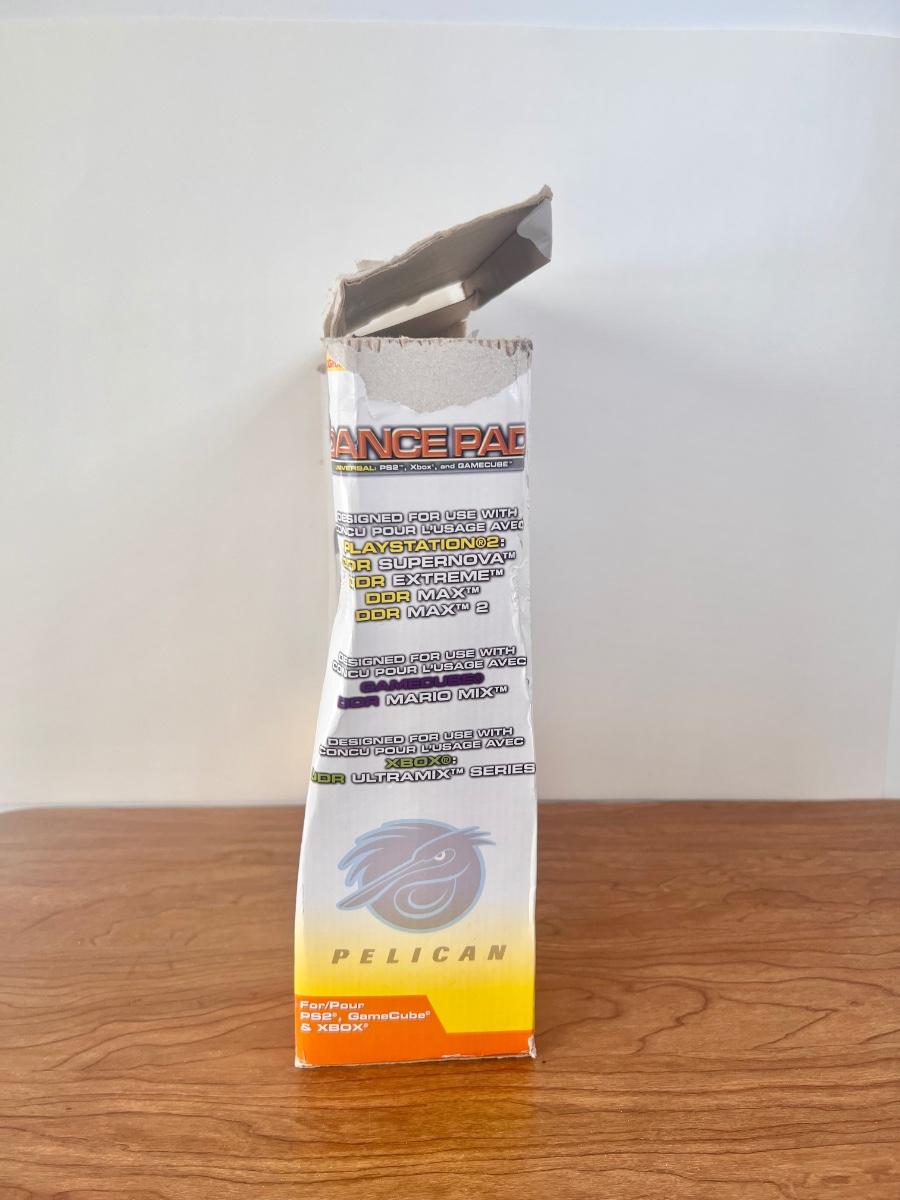 DANCE PAD
UNIVERSAL: PS2™, Xbox®, and GAMECUBE™
DESIGNED FOR USE WITH
CONCU POUR L'USAGE AVEC
PLAYSTATION®2:
DDR SUPERNOVA™
DDR EXTREME™
DDR MAX™
DDR MAX™ 2
DESIGNED FOR USE WITH
CONCU POUR L'USAGE AVEC
GAMECUBE®
DDR MARIO MIX™
DESIGNED FOR USE WITH
CONCU POUR L'USAGE AVEC
XBOX®:
DDR ULTRAMIX™ SERIES
PELICAN
For/Pour
PS2®, GameCube®
& XBOX®